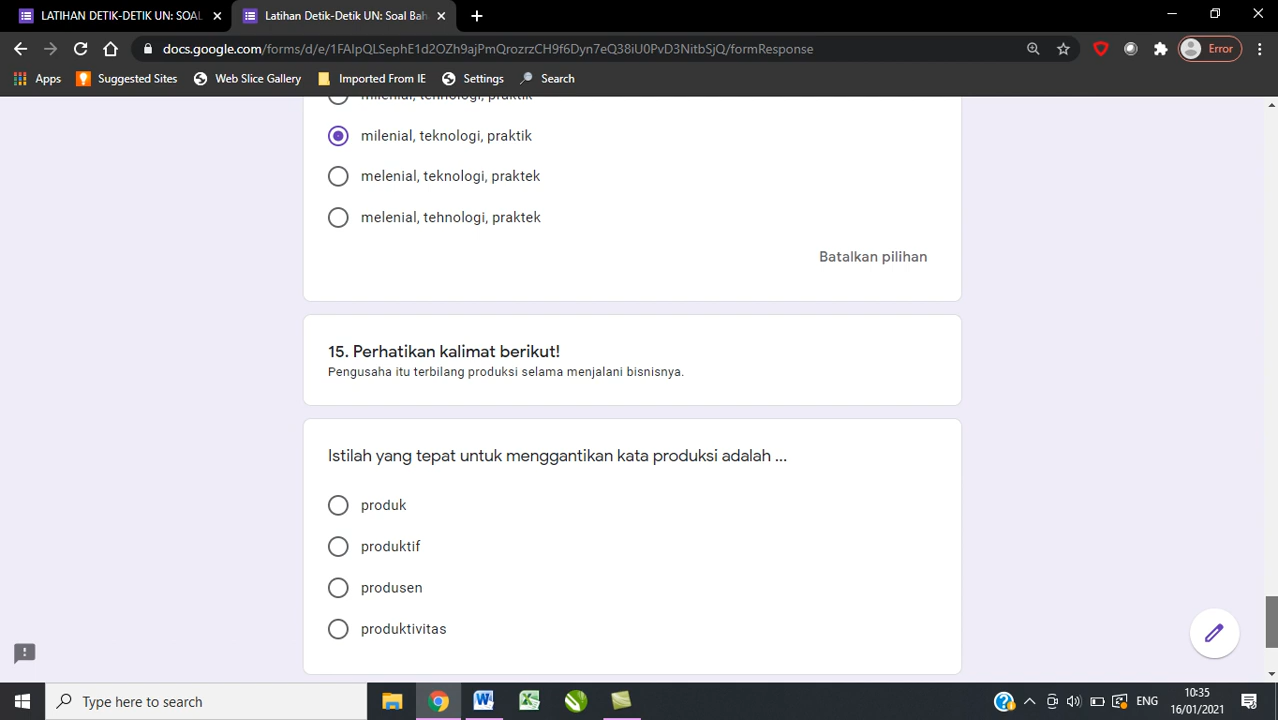 LATIHAN DETIK-DETIK UN: SOAL
Latihan Detik-Detik UN: Soal Bah
docs.google.com/forms/d/e/1FAIpQLSephE1d2OZh9ajPmQrozrzCH9f6Dyn7eQ38iU0PvD3NitbSjQ/formResponse
Error
Apps
Suggested Sites
Web Slice Gallery
Imported From IE
Settings
Search
milenial, tehnologi, praktik
milenial, teknologi, praktik
melenial, teknologi, praktek
melenial, tehnologi, praktek
Batalkan pilihan
15. Perhatikan kalimat berikut!
Pengusaha itu terbilang produksi selama menjalani bisnisnya.
Istilah yang tepat untuk menggantikan kata produksi adalah ...
produk
produktif
produsen
produktivitas
Type here to search
ENG
10:35
16/01/2021